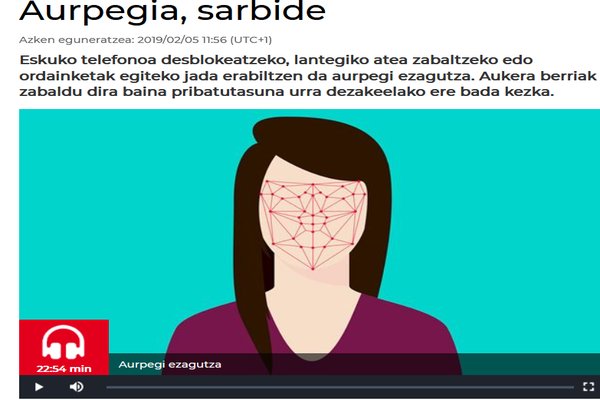 Aurpegia, sarbide
Azken eguneratzea: 2019/02/05 11:56 (UTC+1)
Eskuko telefonoa desblokeatzeko, lantegiko atea zabaltzeko edo
ordainketak egiteko jada erabiltzen da aurpegi ezagutza. Aukera berriak
zabaldu dira baina pribatutasuna urra dezakeelako ere bada kezka.
22:54 min
Aurpegi ezagutza